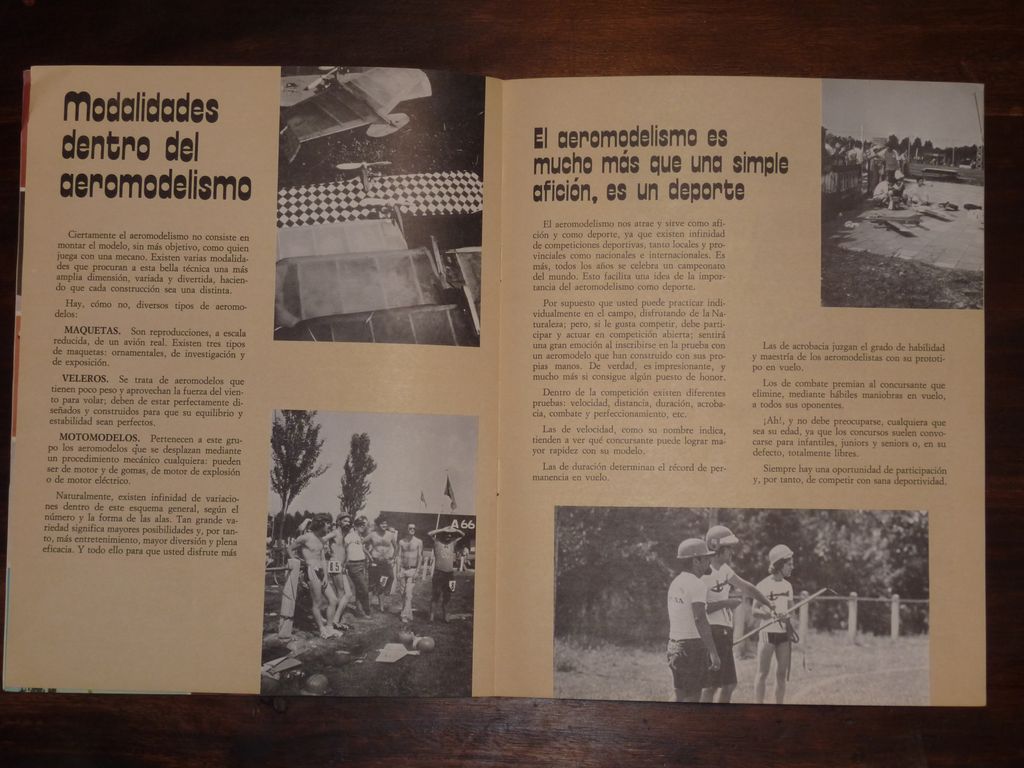 Modalidades
dentro del
aeromodelismo
Ciertamente el aeromodelismo no consiste en
montar el modelo, sin más objetivo, como quien
juega con una mecano. Existen varias modalida-
des que procuran a esta bella técnica una más
amplia dimensión, variada y divertida, hacien-
do que cada construcción sea una distinta.
Hay, cómo no, diversos tipos de aeromo-
delos:
MAQUETAS. Son reproducciones, a escala
reducida, de un avión real. Existen tres tipos
de maquetas: ornamentales, de investigación y
de exposición.
VELEROS. Se trata de aeromodelos que
tienen poco peso y aprovechan la fuerza del vien-
to para volar; deben de estar perfectamente di-
señados y construidos para que su equilibrio y
estabilidad sean perfectos.
MOTOMODELOS. Pertenecen a este gru-
po los aeromodelos que se desplazan mediante
un procedimiento mecánico cualquiera: pueden
ser de motor y de gomas, de motor de explosión
o de motor eléctrico.
Naturalmente, existen infinidad de variacio-
nes dentro de este esquema general, según el
número y la forma de las alas. Tan grande va-
riedad significa mayores posibilidades y, por tan-
to, más entretenimiento, mayor diversión y plena
eficacia. Y todo ello para que usted disfrute más
A 66
85
El aeromodelismo es
mucho más que una simple
afición, es un deporte
El aeromodelismo nos atrae y sirve como afi-
ción y como deporte, ya que existen infinidad
de competiciones deportivas, tanto locales y pro-
vinciales como nacionales e internacionales. Es
más, todos los años se celebra un campeonato
del mundo. Esto facilita una idea de la impor-
tancia del aeromodelismo como deporte.
Por supuesto que usted puede practicar indi-
vidualmente en el campo, disfrutando de la Na-
turaleza; pero, si le gusta competir, debe parti-
cipar y actuar en competición abierta; sentirá
una gran emoción al inscribirse en la prueba con
un aeromodelo que han construido con sus pro-
pias manos. De verdad, es impresionante, y
mucho más si consigue algún puesto de honor.
Dentro de la competición existen diferentes
pruebas: velocidad, distancia, duración, acroba-
cia, combate y perfeccionamiento, etc.
Las de velocidad, como su nombre indica,
tienden a ver qué concursante puede lograr ma-
yor rapidez con su modelo.
Las de duración determinan el récord de per-
manencia en vuelo.
Las de acrobacia juzgan el grado de habilidad
y maestría de los aeromodelistas con su prototi-
po en vuelo.
Los de combate premian al concursante que
elimine, mediante hábiles maniobras en vuelo,
a todos sus oponentes.
¡Ah!, y no debe preocuparse, cualquiera que
sea su edad, ya que los concursos suelen convo-
carse para infantiles, juniors y seniors o, en su
defecto, totalmente libres.
Siempre hay una oportunidad de participación
y, por tanto, de competir con sana deportividad.